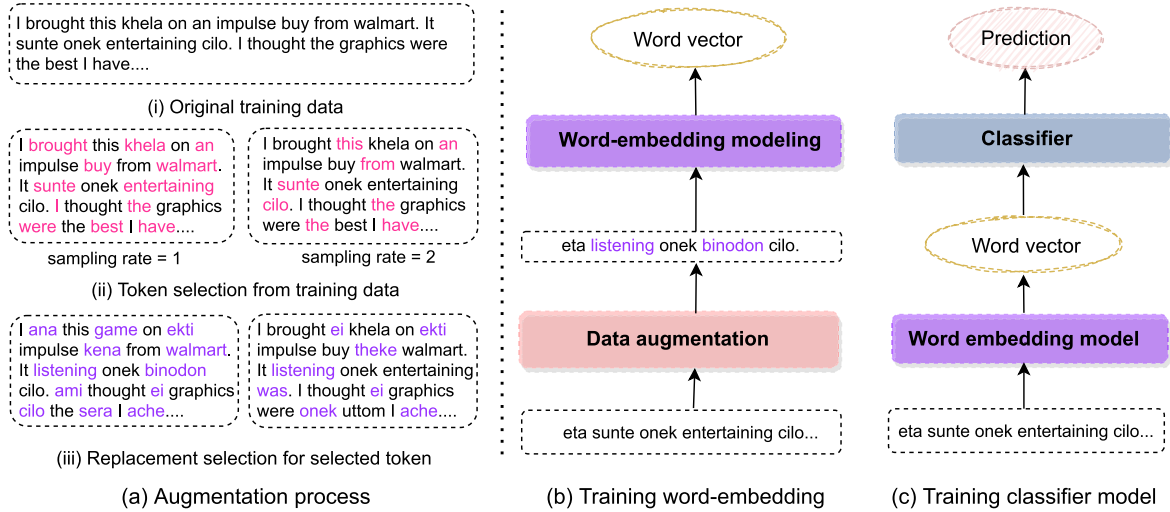 I brought this khela on an impulse buy from walmart. It
sunte onek entertaining cilo. I thought the graphics were
the best I have....
(i) Original training data
I brought this khela on an
impulse buy from walmart.
It sunte onek entertaining
cilo. I thought the graphics
were the best I have....
sampling rate = 1
I brought this khela on an
impulse buy from walmart.
It sunte onek entertaining
cilo. I thought the graphics
were the best I have....
sampling rate = 2
(ii) Token selection from training data
I ana this game on ekti
impulse kena from walmart.
It listening onek binodon
cilo. ami thought ei graphics
cilo the sera I ache....
I brought ei khela on ekti
impulse buy theke walmart.
It listening onek entertaining
was. I thought ei graphics
were onek uttom I ache....
(iii) Replacement selection for selected token
(a) Augmentation process
Word vector
Word-embedding modeling
eta listening onek binodon cilo.
Data augmentation
eta sunte onek entertaining cilo...
(b) Training word-embedding
Prediction
Classifier
Word vector
Word embedding model
eta sunte onek entertaining cilo...
(c) Training classifier model